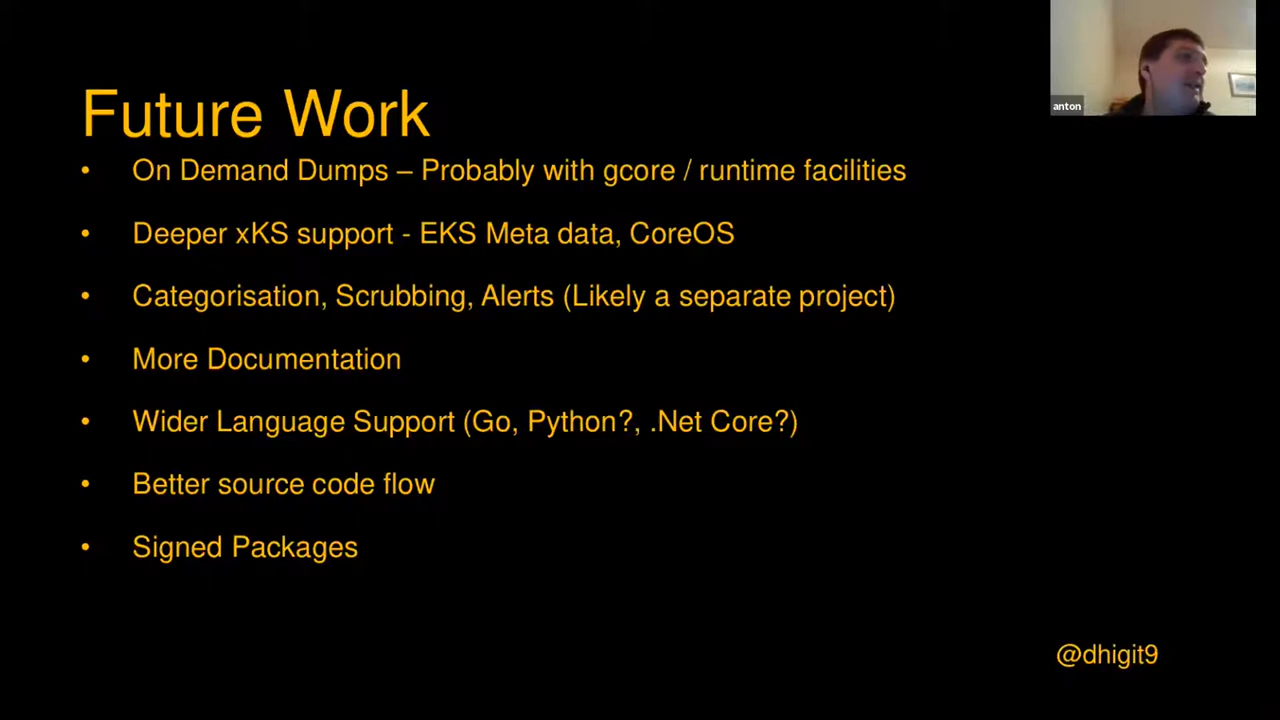 anton
Future Work
• On Demand Dumps – Probably with gcore / runtime facilities
• Deeper xKS support - EKS Meta data, CoreOS
• Categorisation, Scrubbing, Alerts (Likely a separate project)
• More Documentation
• Wider Language Support (Go, Python?, .Net Core?)
• Better source code flow
• Signed Packages
@dhigit9